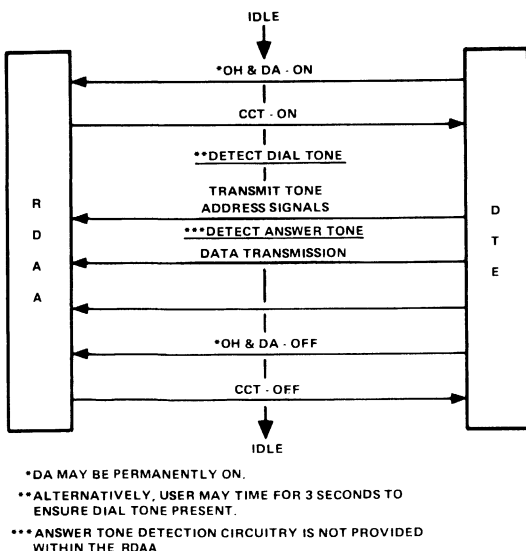 IDLE
*OH & DA - ON
CCT - ON
**DETECT DIAL TONE
TRANSMIT TONE
ADDRESS SIGNALS
***DETECT ANSWER TONE
DATA TRANSMISSION
RDAA
DTE
*OH & DA - OFF
CCT - OFF
IDLE
*DA MAY BE PERMANENTLY ON.
**ALTERNATIVELY, USER MAY TIME FOR 3 SECONDS TO
ENSURE DIAL TONE PRESENT.
***ANSWER TONE DETECTION CIRCUITRY IS NOT PROVIDED
WITHIN THE RDAA